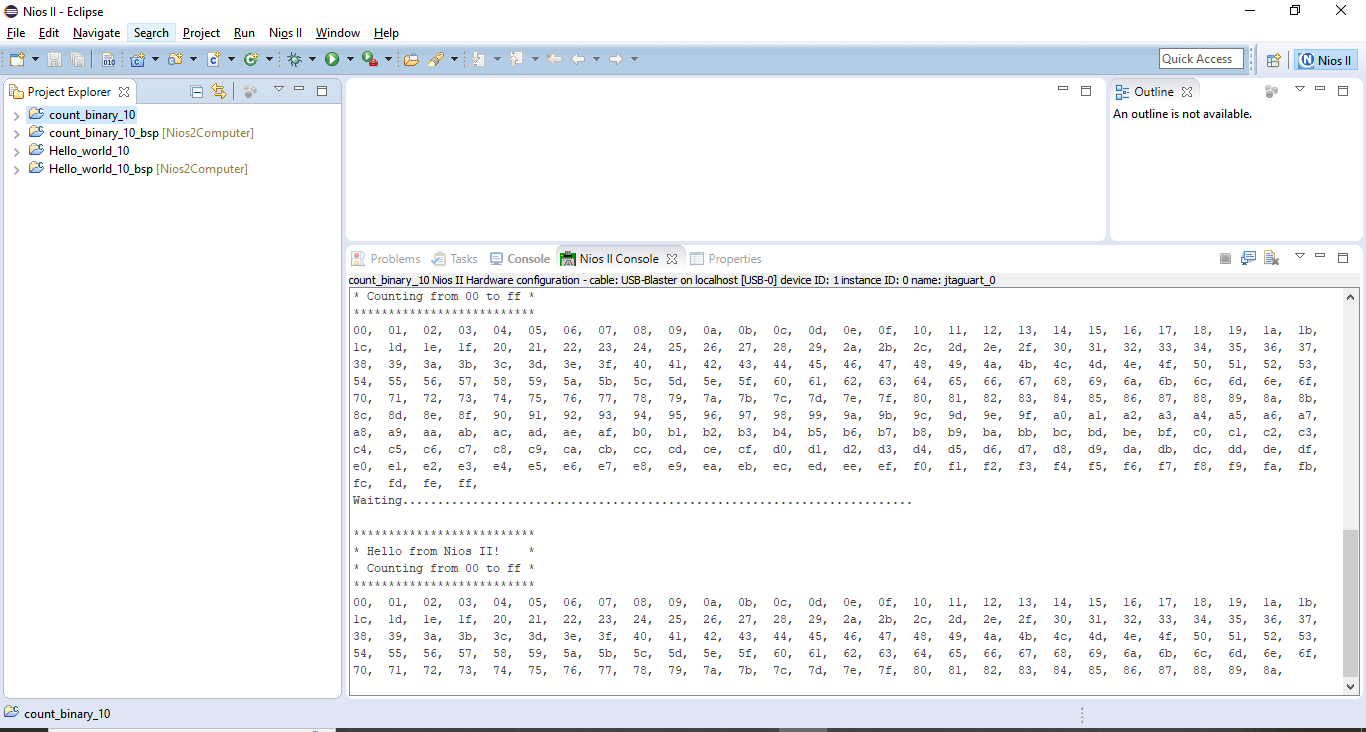 Nios II - Eclipse
File Edit Navigate Search Project Run Nios II Window Help
Quick Access
Nios II
Project Explorer
count_binary_10
count_binary_10_bsp [Nios2Computer]
Hello_world_10
Hello_world_10_bsp [Nios2Computer]
Outline
An outline is not available.
Problems Tasks Console Nios II Console Properties
count_binary_10 Nios II Hardware configuration - cable: USB-Blaster on localhost [USB-0] device ID: 1 instance ID: 0 name: jtaguart_0
* Counting from 00 to ff *
**************************
00, 01, 02, 03, 04, 05, 06, 07, 08, 09, 0a, 0b, 0c, 0d, 0e, 0f, 10, 11, 12, 13, 14, 15, 16, 17, 18, 19, 1a, 1b,
1c, 1d, 1e, 1f, 20, 21, 22, 23, 24, 25, 26, 27, 28, 29, 2a, 2b, 2c, 2d, 2e, 2f, 30, 31, 32, 33, 34, 35, 36, 37,
38, 39, 3a, 3b, 3c, 3d, 3e, 3f, 40, 41, 42, 43, 44, 45, 46, 47, 48, 49, 4a, 4b, 4c, 4d, 4e, 4f, 50, 51, 52, 53,
54, 55, 56, 57, 58, 59, 5a, 5b, 5c, 5d, 5e, 5f, 60, 61, 62, 63, 64, 65, 66, 67, 68, 69, 6a, 6b, 6c, 6d, 6e, 6f,
70, 71, 72, 73, 74, 75, 76, 77, 78, 79, 7a, 7b, 7c, 7d, 7e, 7f, 80, 81, 82, 83, 84, 85, 86, 87, 88, 89, 8a, 8b,
8c, 8d, 8e, 8f, 90, 91, 92, 93, 94, 95, 96, 97, 98, 99, 9a, 9b, 9c, 9d, 9e, 9f, a0, a1, a2, a3, a4, a5, a6, a7,
a8, a9, aa, ab, ac, ad, ae, af, b0, b1, b2, b3, b4, b5, b6, b7, b8, b9, ba, bb, bc, bd, be, bf, c0, c1, c2, c3,
c4, c5, c6, c7, c8, c9, ca, cb, cc, cd, ce, cf, d0, d1, d2, d3, d4, d5, d6, d7, d8, d9, da, db, dc, dd, de, df,
e0, e1, e2, e3, e4, e5, e6, e7, e8, e9, ea, eb, ec, ed, ee, ef, f0, f1, f2, f3, f4, f5, f6, f7, f8, f9, fa, fb,
fc, fd, fe, ff,
Waiting.........................................................................
**************************
* Hello from Nios II!    *
* Counting from 00 to ff *
**************************
00, 01, 02, 03, 04, 05, 06, 07, 08, 09, 0a, 0b, 0c, 0d, 0e, 0f, 10, 11, 12, 13, 14, 15, 16, 17, 18, 19, 1a, 1b,
1c, 1d, 1e, 1f, 20, 21, 22, 23, 24, 25, 26, 27, 28, 29, 2a, 2b, 2c, 2d, 2e, 2f, 30, 31, 32, 33, 34, 35, 36, 37,
38, 39, 3a, 3b, 3c, 3d, 3e, 3f, 40, 41, 42, 43, 44, 45, 46, 47, 48, 49, 4a, 4b, 4c, 4d, 4e, 4f, 50, 51, 52, 53,
54, 55, 56, 57, 58, 59, 5a, 5b, 5c, 5d, 5e, 5f, 60, 61, 62, 63, 64, 65, 66, 67, 68, 69, 6a, 6b, 6c, 6d, 6e, 6f,
70, 71, 72, 73, 74, 75, 76, 77, 78, 79, 7a, 7b, 7c, 7d, 7e, 7f, 80, 81, 82, 83, 84, 85, 86, 87, 88, 89, 8a,
count_binary_10